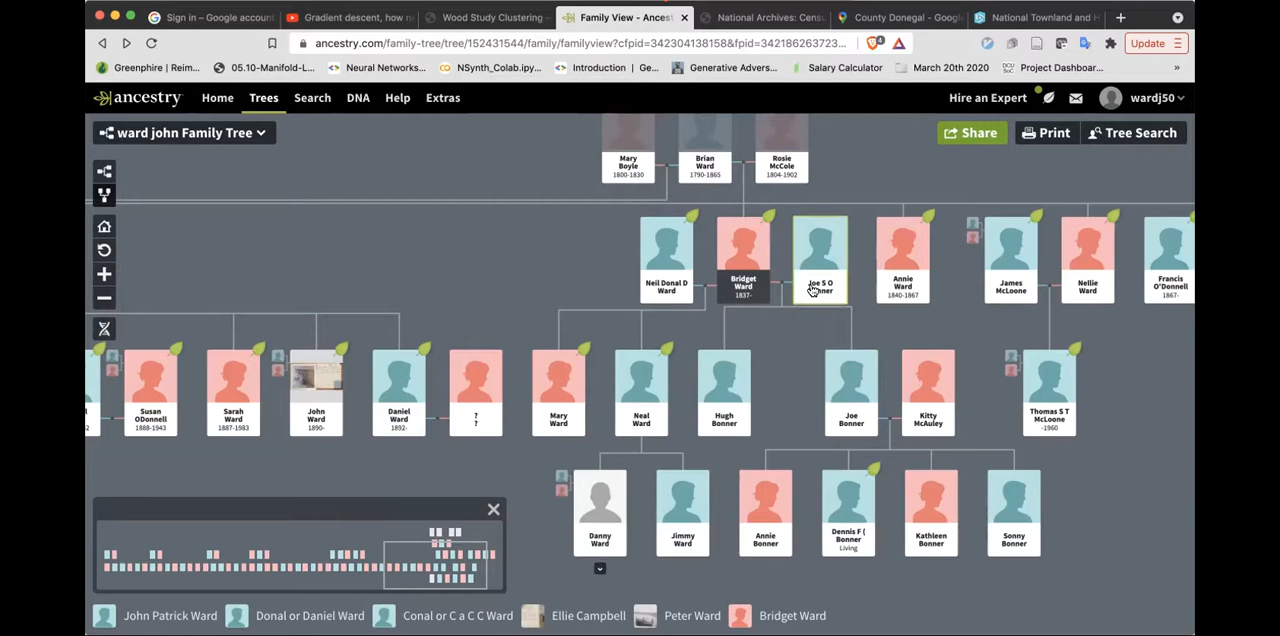 Sign in – Google account
Gradient descent, how n
Wood Study Clustering –
Family View - Ances
National Archives: Cens
County Donegal - Googl
National Townland and H
ancestry.com/family-tree/tree/152431544/family/familyview?cfpid=342304138158&fpid=342186263723...
4
Update
Greenphire | Reim...
05.10-Manifold-L...
Neural Networks...
NSynth_Colab.ipy...
Introduction | Ge...
Generative Advers...
Salary Calculator
March 20th 2020
Project Dashboar...
»
ancestry
Home
Trees
Search
DNA
Help
Extras
Hire an Expert
wardj50
ward john Family Tree
Share
Print
Tree Search
Mary
Boyle
1800-1830
Brian
Ward
1790-1865
Rosie
McCole
1804-1902
Neil Donal D
Ward
Bridget
Ward
1837-
Joe S O
Annie
Ward
1840-1867
James
McLoone
Nellie
Ward
Francis
O'Donnell
1867-
Susan
ODonnell
1888-1943
Sarah
Ward
1887-1983
John
Ward
1890-
Daniel
Ward
1892-
?
?
Mary
Ward
Neal
Ward
Hugh
Bonner
Joe
Bonner
Kitty
McAuley
Thomas S T
McLoone
-1960
Danny
Ward
Jimmy
Ward
Annie
Bonner
Dennis F (
Bonner
Living
Kathleen
Bonner
Sonny
Bonner
John Patrick Ward
Donal or Daniel Ward
Conal or C a C C Ward
Ellie Campbell
Peter Ward
Bridget Ward